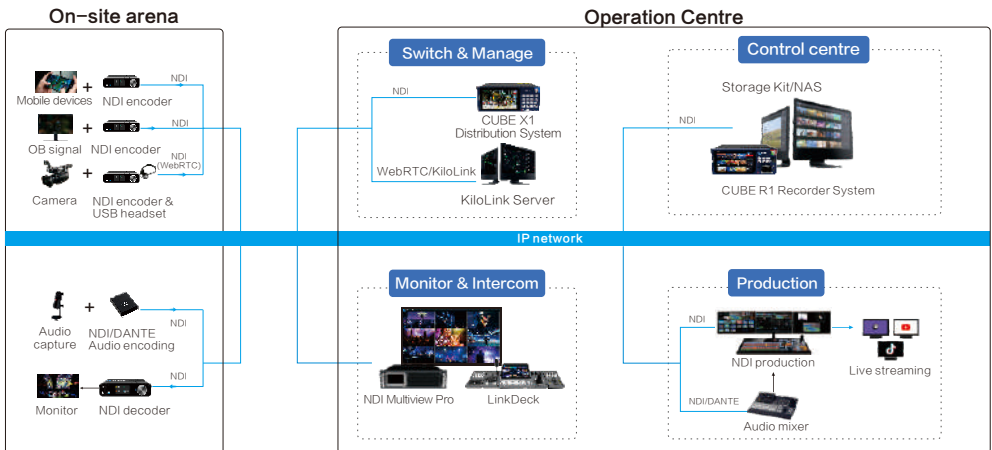 On-site arena
Operation Centre
Mobile devices
+
NDI encoder
NDI
OB signal
+
NDI encoder
NDI
Camera
+
NDI encoder &
USB headset
NDI
(WebRTC)
Switch & Manage
NDI
CUBE X1
Distribution System
WebRTC/KiloLink
KiloLink Server
Control centre
Storage Kit/NAS
NDI
CUBE R1 Recorder System
IP network
Audio
capture
+
NDI/DANTE
Audio encoding
NDI
Monitor
NDI decoder
NDI
Monitor & Intercom
NDI Multiview Pro
LinkDeck
Production
NDI
NDI production
Live streaming
NDI/DANTE
Audio mixer